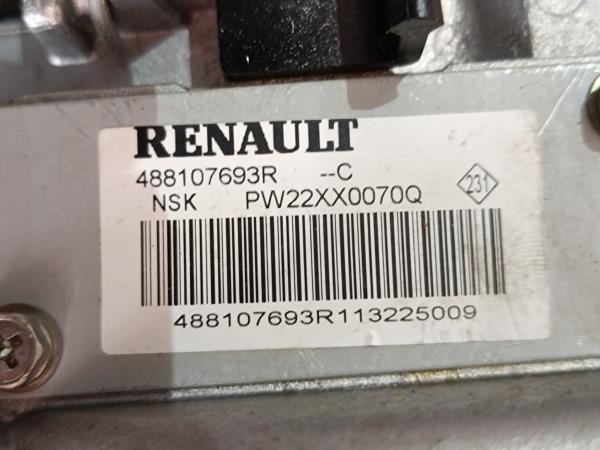 RENAULT
488107693R --C
NSK PW22XX0070Q 231
488107693R113225009